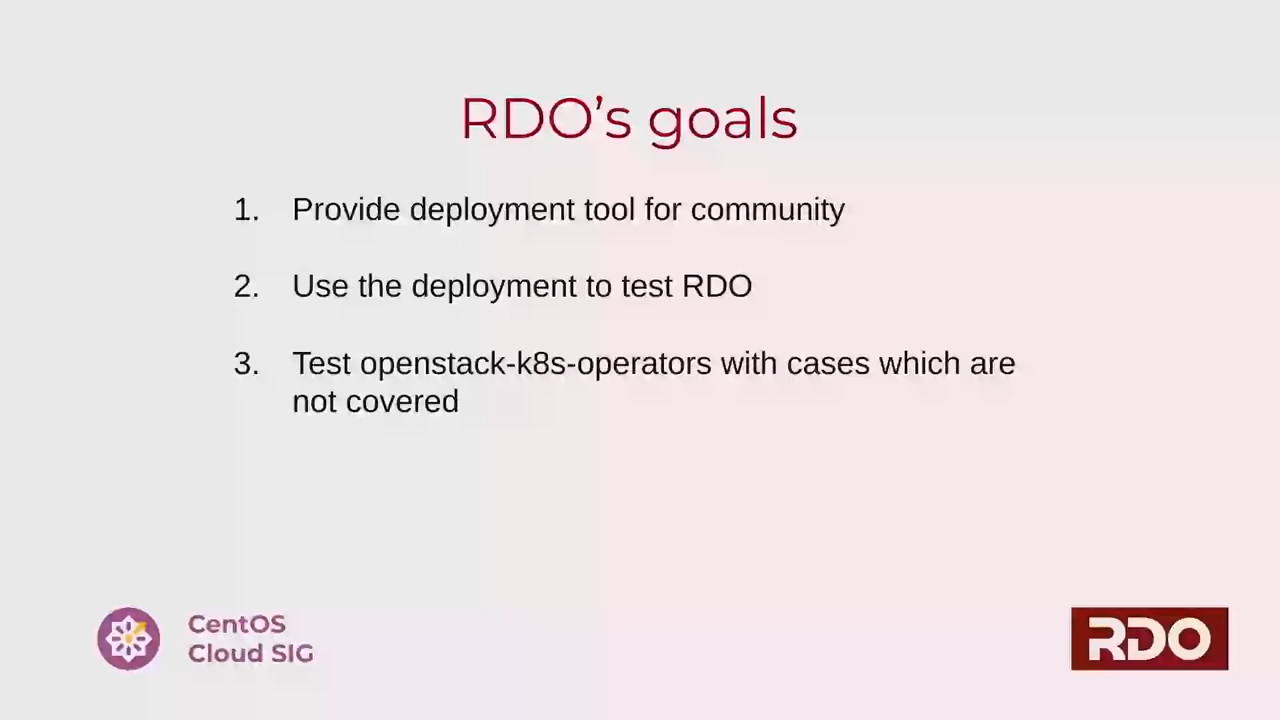 RDO’s goals
1. Provide deployment tool for community
2. Use the deployment to test RDO
3. Test openstack-k8s-operators with cases which are
not covered
CentOS
Cloud SIG
RDO